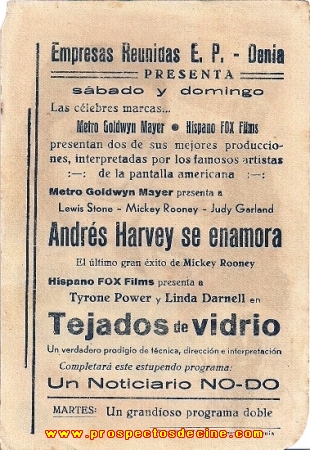 Empresas Reunidas E. P. - Denia
PRESENTA
sábado y domingo
Las célebres marcas...
Metro Goldwyn Mayer • Hispano FOX Films
presentan dos de sus mejores produccio-
nes, interpretadas por los famosos artistas
:—: de la pantalla americana :—:
Metro Goldwyn Mayer presenta a
Lewis Stone - Mickey Rooney - Judy Garland
Andrés Harvey se enamora
El último gran éxito de Mickey Rooney
Hispano FOX Films presenta a
Tyrone Power y Linda Darnell en
Tejados de vidrio
Un verdadero prodigio de técnica, dirección e interpretación
Completará este estupendo programa:
Un Noticiario NO-DO
MARTES: Un grandioso programa doble
www.prospectosdecine.com